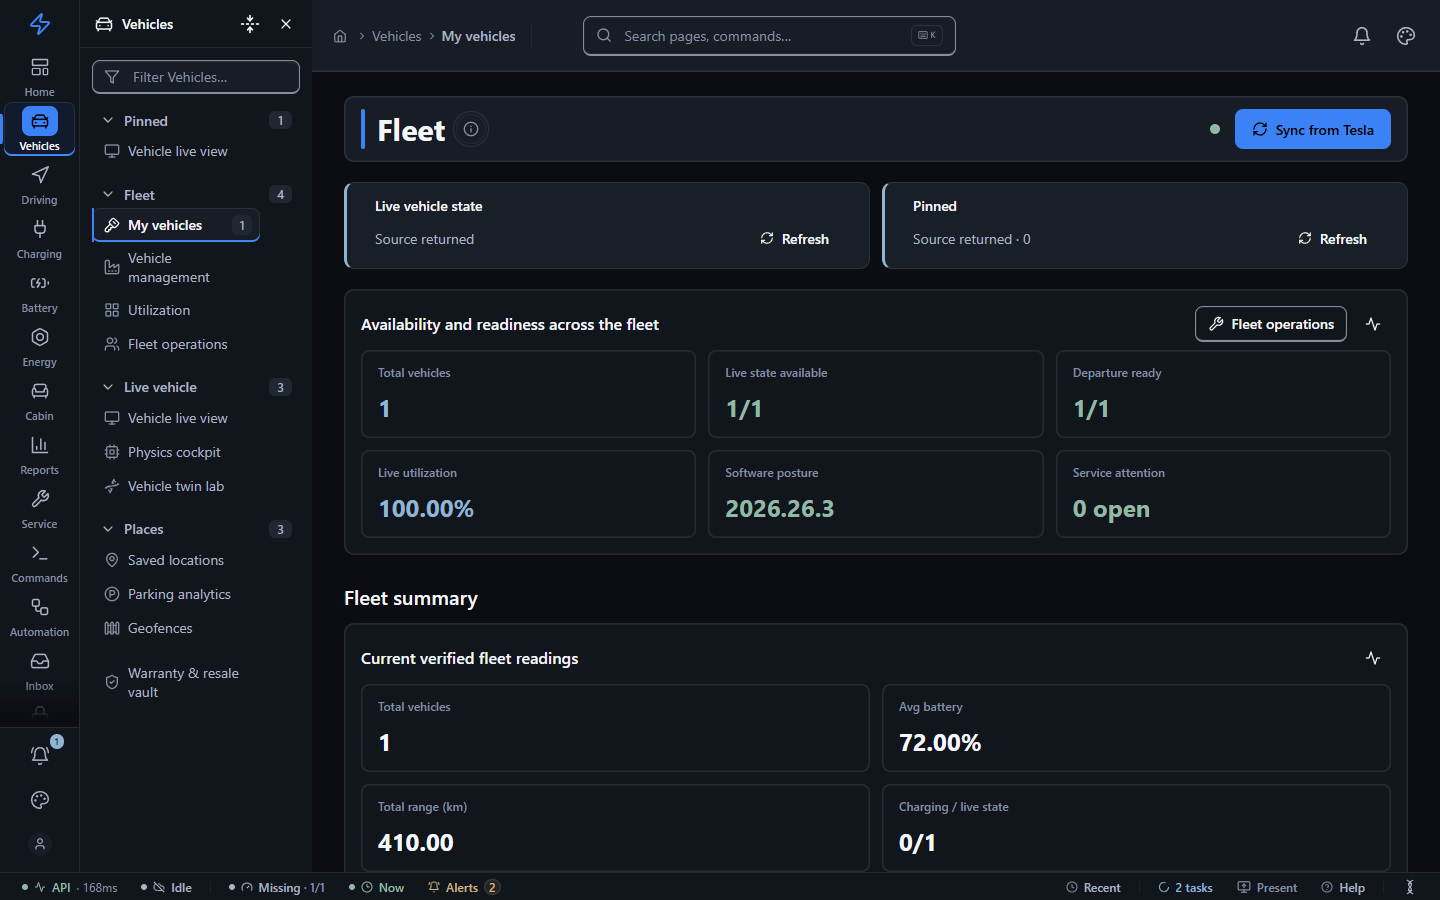 Home
Vehicles
Driving
Charging
Battery
Energy
Cabin
Reports
Service
Commands
Automation
Inbox
1
Vehicles
Filter Vehicles...
Pinned 1
Vehicle live view
Fleet 4
My vehicles 1
Vehicle
management
Utilization
Fleet operations
Live vehicle 3
Vehicle live view
Physics cockpit
Vehicle twin lab
Places 3
Saved locations
Parking analytics
Geofences
Warranty & resale
vault
Vehicles My vehicles
Search pages, commands... K
Fleet
Sync from Tesla
Live vehicle state
Source returned Refresh
Pinned
Source returned · 0 Refresh
Availability and readiness across the fleet Fleet operations
Total vehicles
1
Live state available
1/1
Departure ready
1/1
Live utilization
100.00%
Software posture
2026.26.3
Service attention
0 open
Fleet summary
Current verified fleet readings
Total vehicles
1
Avg battery
72.00%
Total range (km)
410.00
Charging / live state
0/1
API · 168ms Idle Missing · 1/1 Now Alerts 2 Recent 2 tasks Present Help